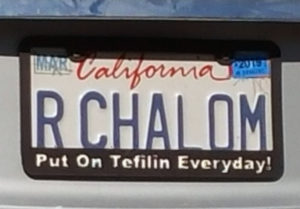 MAR California 2019
R CHALOM
Put On Tefilin Everyday!